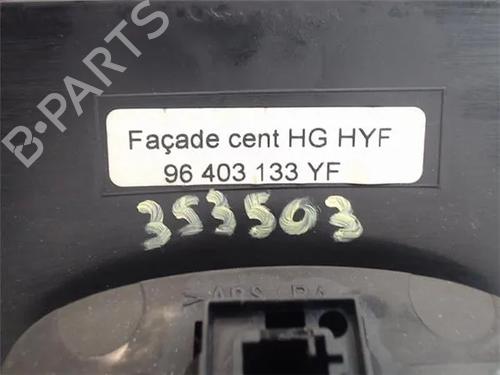 B-PARTS
Façade cent HG HYF
96 403 133 YF
353503